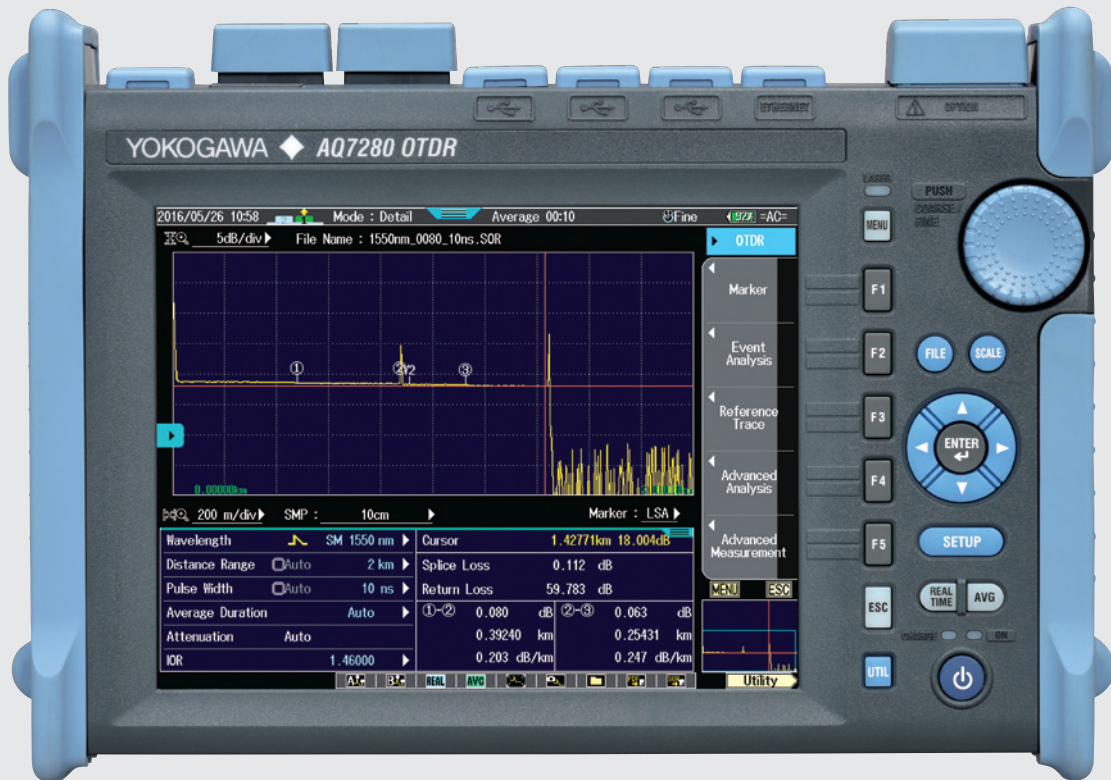 ETHERNET
OPTION
YOKOGAWA AQ7280 OTDR
LASER
PUSH
COARSE /
FINE
MENU
2016/05/26 10:58 Mode : Detail Average 00:10 Fine 92% =AC=
5dB/div File Name : 1550nm_0080_10ns.SOR
OTDR
Marker
Event
Analysis
Reference
Trace
Advanced
Analysis
Advanced
Measurement
MENU ESC
① ② Y2 ③
0.00000km
200 m/div SMP : 10cm Marker : LSA
Wavelength SM 1550 nm
Distance Range Auto 2 km
Pulse Width Auto 10 ns
Average Duration Auto
Attenuation Auto
IOR 1.46000
Cursor 1.42771km 18.004dB
Splice Loss 0.112 dB
Return Loss 59.783 dB
①-② 0.080 dB ②-③ 0.063 dB
0.39240 km 0.25431 km
0.203 dB/km 0.247 dB/km
REAL AVG
Utility
F1
F2
F3
F4
F5
ESC
UTIL
FILE SCALE
ENTER
SETUP
REAL
TIME
AVG
CHARGE ON